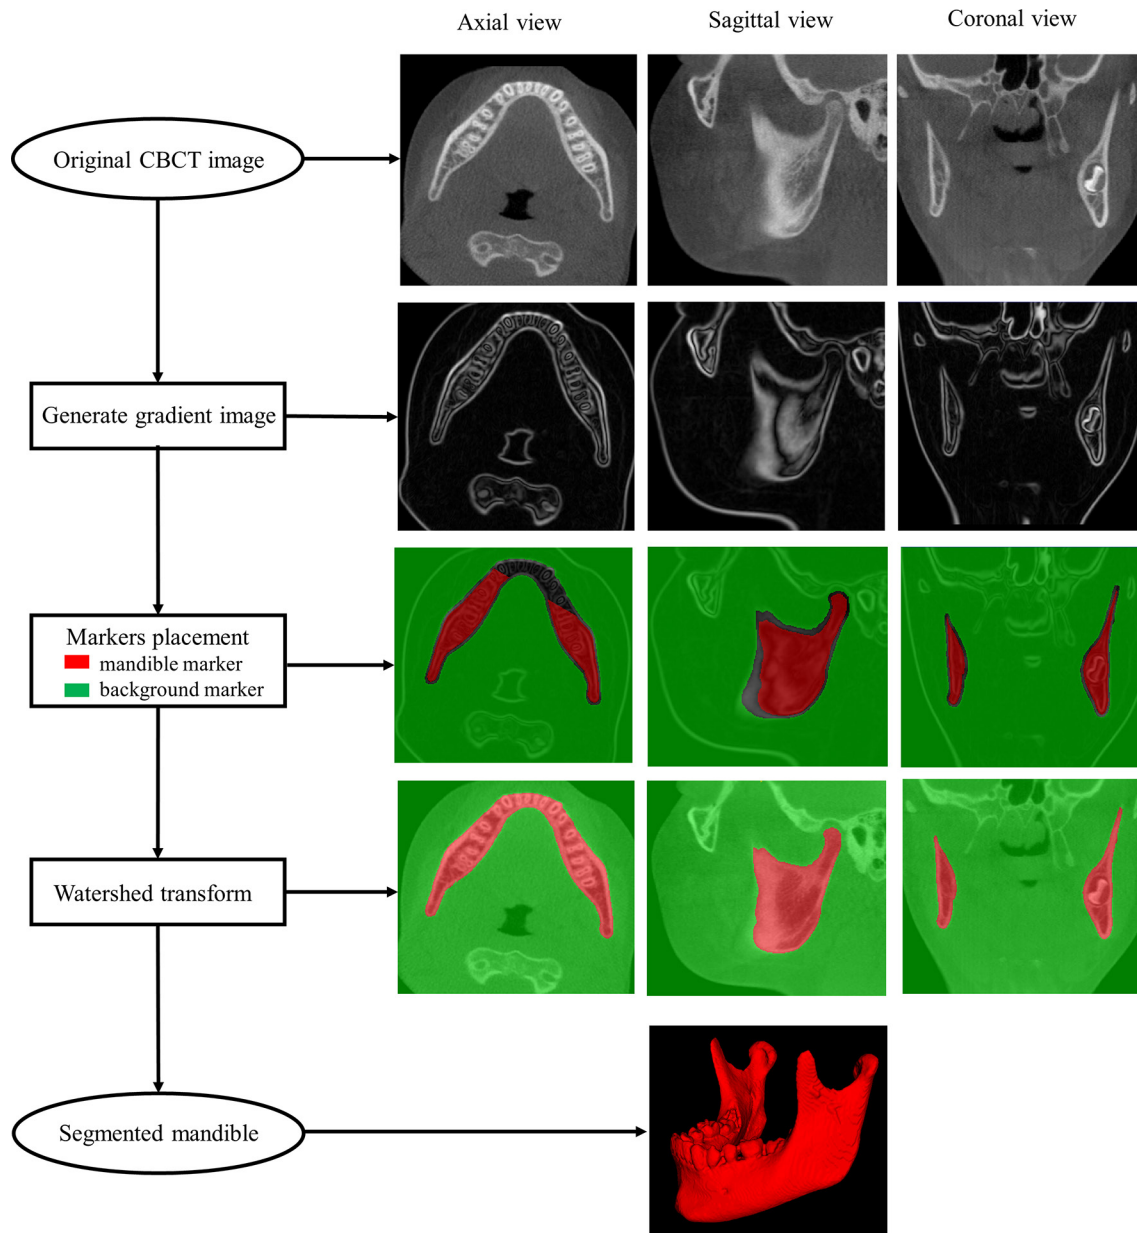 Axial view
Sagittal view
Coronal view
Original CBCT image
Generate gradient image
Markers placement
mandible marker
background marker
Watershed transform
Segmented mandible